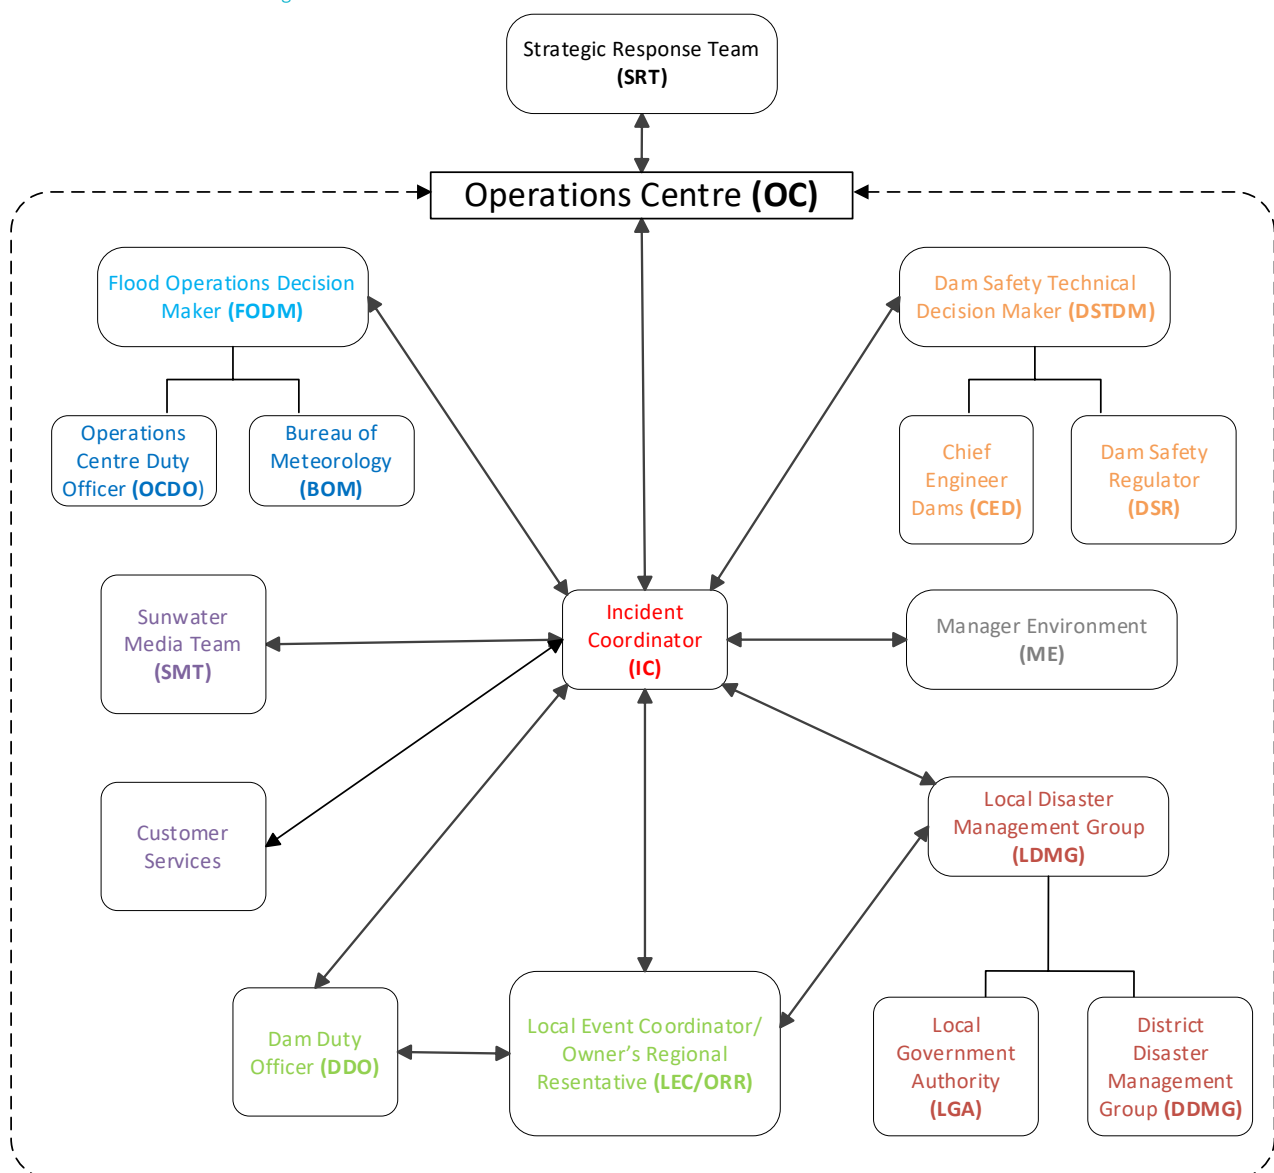 Strategic Response Team
(SRT)
Operations Centre (OC)
Flood Operations Decision
Maker (FODM)
Dam Safety Technical
Decision Maker (DSTDM)
Operations
Centre Duty
Officer (OCDO)
Bureau of
Meteorology
(BOM)
Chief
Engineer
Dams (CED)
Dam Safety
Regulator
(DSR)
Sunwater
Media Team
(SMT)
Incident
Coordinator
(IC)
Manager Environment
(ME)
Customer
Services
Local Disaster
Management Group
(LDMG)
Dam Duty
Officer (DDO)
Local Event Coordinator/
Owner’s Regional
Resentative (LEC/ORR)
Local
Government
Authority
(LGA)
District
Disaster
Management
Group (DDMG)